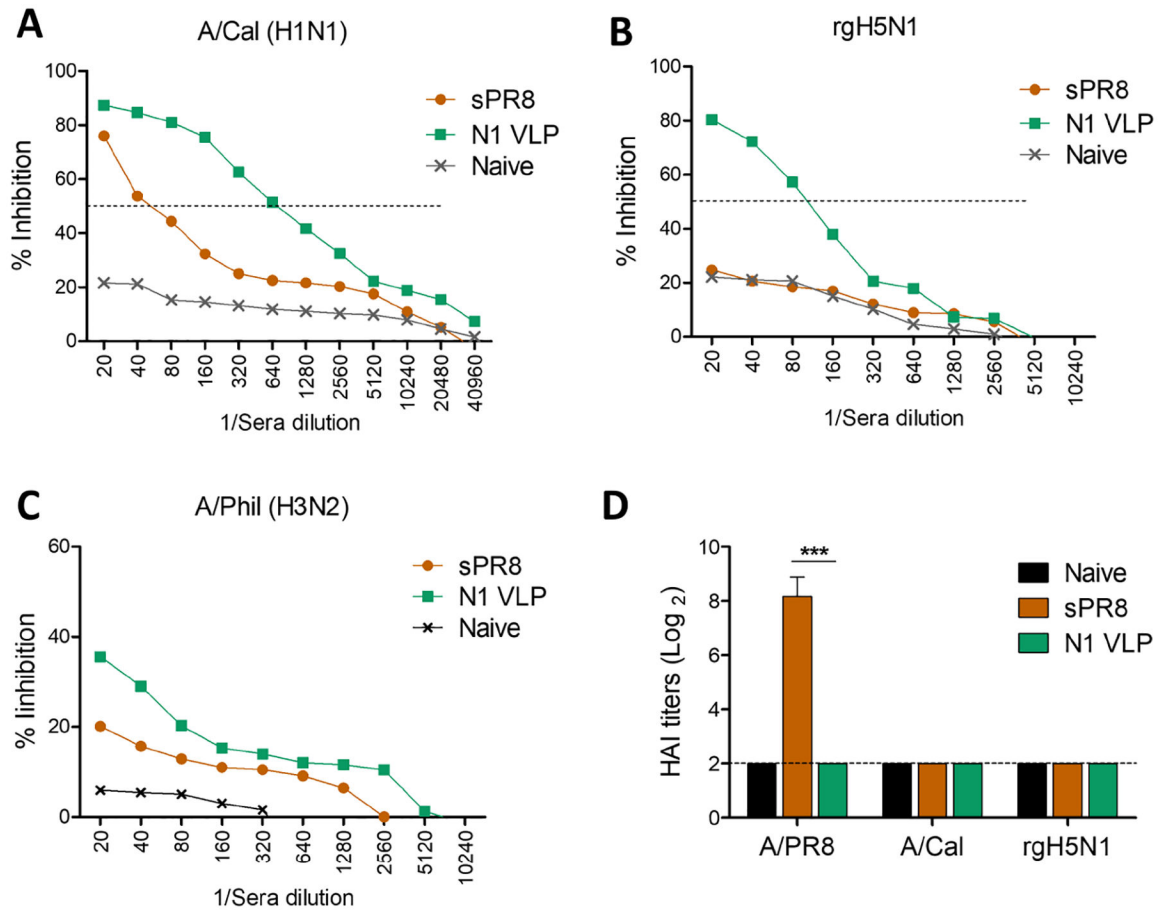 A
A/Cal (H1N1)
100
80
60
40
20
0
% Inhibition
sPR8
N1 VLP
Naive
20
40
80
160
320
640
1280
2560
5120
10240
20480
40960
1/Sera dilution
B
rgH5N1
100
80
60
40
20
0
% Inhibition
sPR8
N1 VLP
Naive
20
40
80
160
320
640
1280
2560
5120
10240
1/Sera dilution
C
A/Phil (H3N2)
60
40
20
0
% Iinhibition
sPR8
N1 VLP
Naive
20
40
80
160
320
640
1280
2560
5120
10240
1/Sera dilution
D
10
8
6
4
2
0
HAI titers (Log 2)
***
Naive
sPR8
N1 VLP
A/PR8 A/Cal rgH5N1